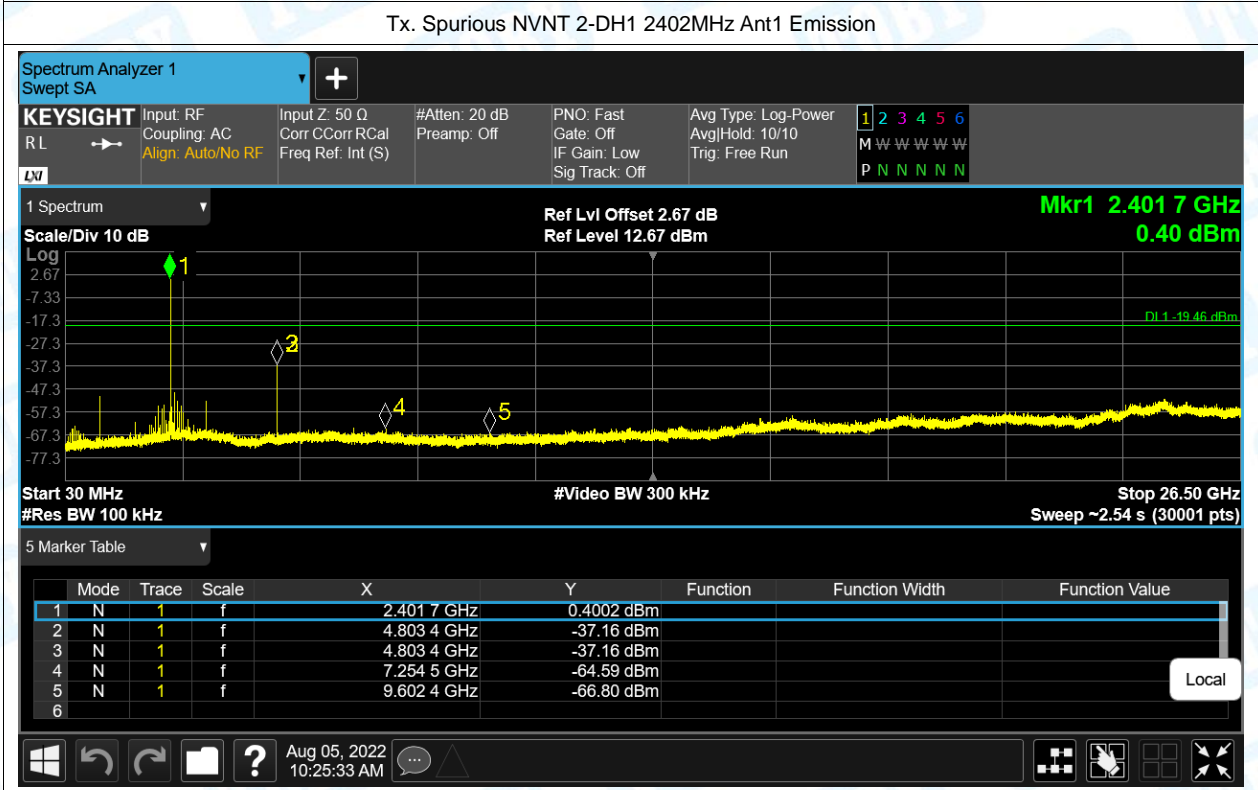 Tx. Spurious NVNT 2-DH1 2402MHz Ant1 Emission
Spectrum Analyzer 1
Swept SA
KEYSIGHT
R L
LXI
Input: RF
Coupling: AC
Align: Auto/No RF
Input Z: 50 Ω
Corr CCorr RCal
Freq Ref: Int (S)
#Atten: 20 dB
Preamp: Off
PNO: Fast
Gate: Off
IF Gain: Low
Sig Track: Off
Avg Type: Log-Power
Avg|Hold: 10/10
Trig: Free Run
1 2 3 4 5 6
M W W W W W
P N N N N N
1 Spectrum
Scale/Div 10 dB
Ref Lvl Offset 2.67 dB
Ref Level 12.67 dBm
Mkr1 2.401 7 GHz
0.40 dBm
Log
2.67
-7.33
-17.3
-27.3
-37.3
-47.3
-57.3
-67.3
-77.3
1
4
5
DL1 -19.46 dBm
Start 30 MHz
#Res BW 100 kHz
#Video BW 300 kHz
Stop 26.50 GHz
Sweep ~2.54 s (30001 pts)
5 Marker Table
Mode Trace Scale X Y Function Function Width Function Value
1 N 1 f 2.401 7 GHz 0.4002 dBm
2 N 1 f 4.803 4 GHz -37.16 dBm
3 N 1 f 4.803 4 GHz -37.16 dBm
4 N 1 f 7.254 5 GHz -64.59 dBm
5 N 1 f 9.602 4 GHz -66.80 dBm
6
Local
?
Aug 05, 2022
10:25:33 AM